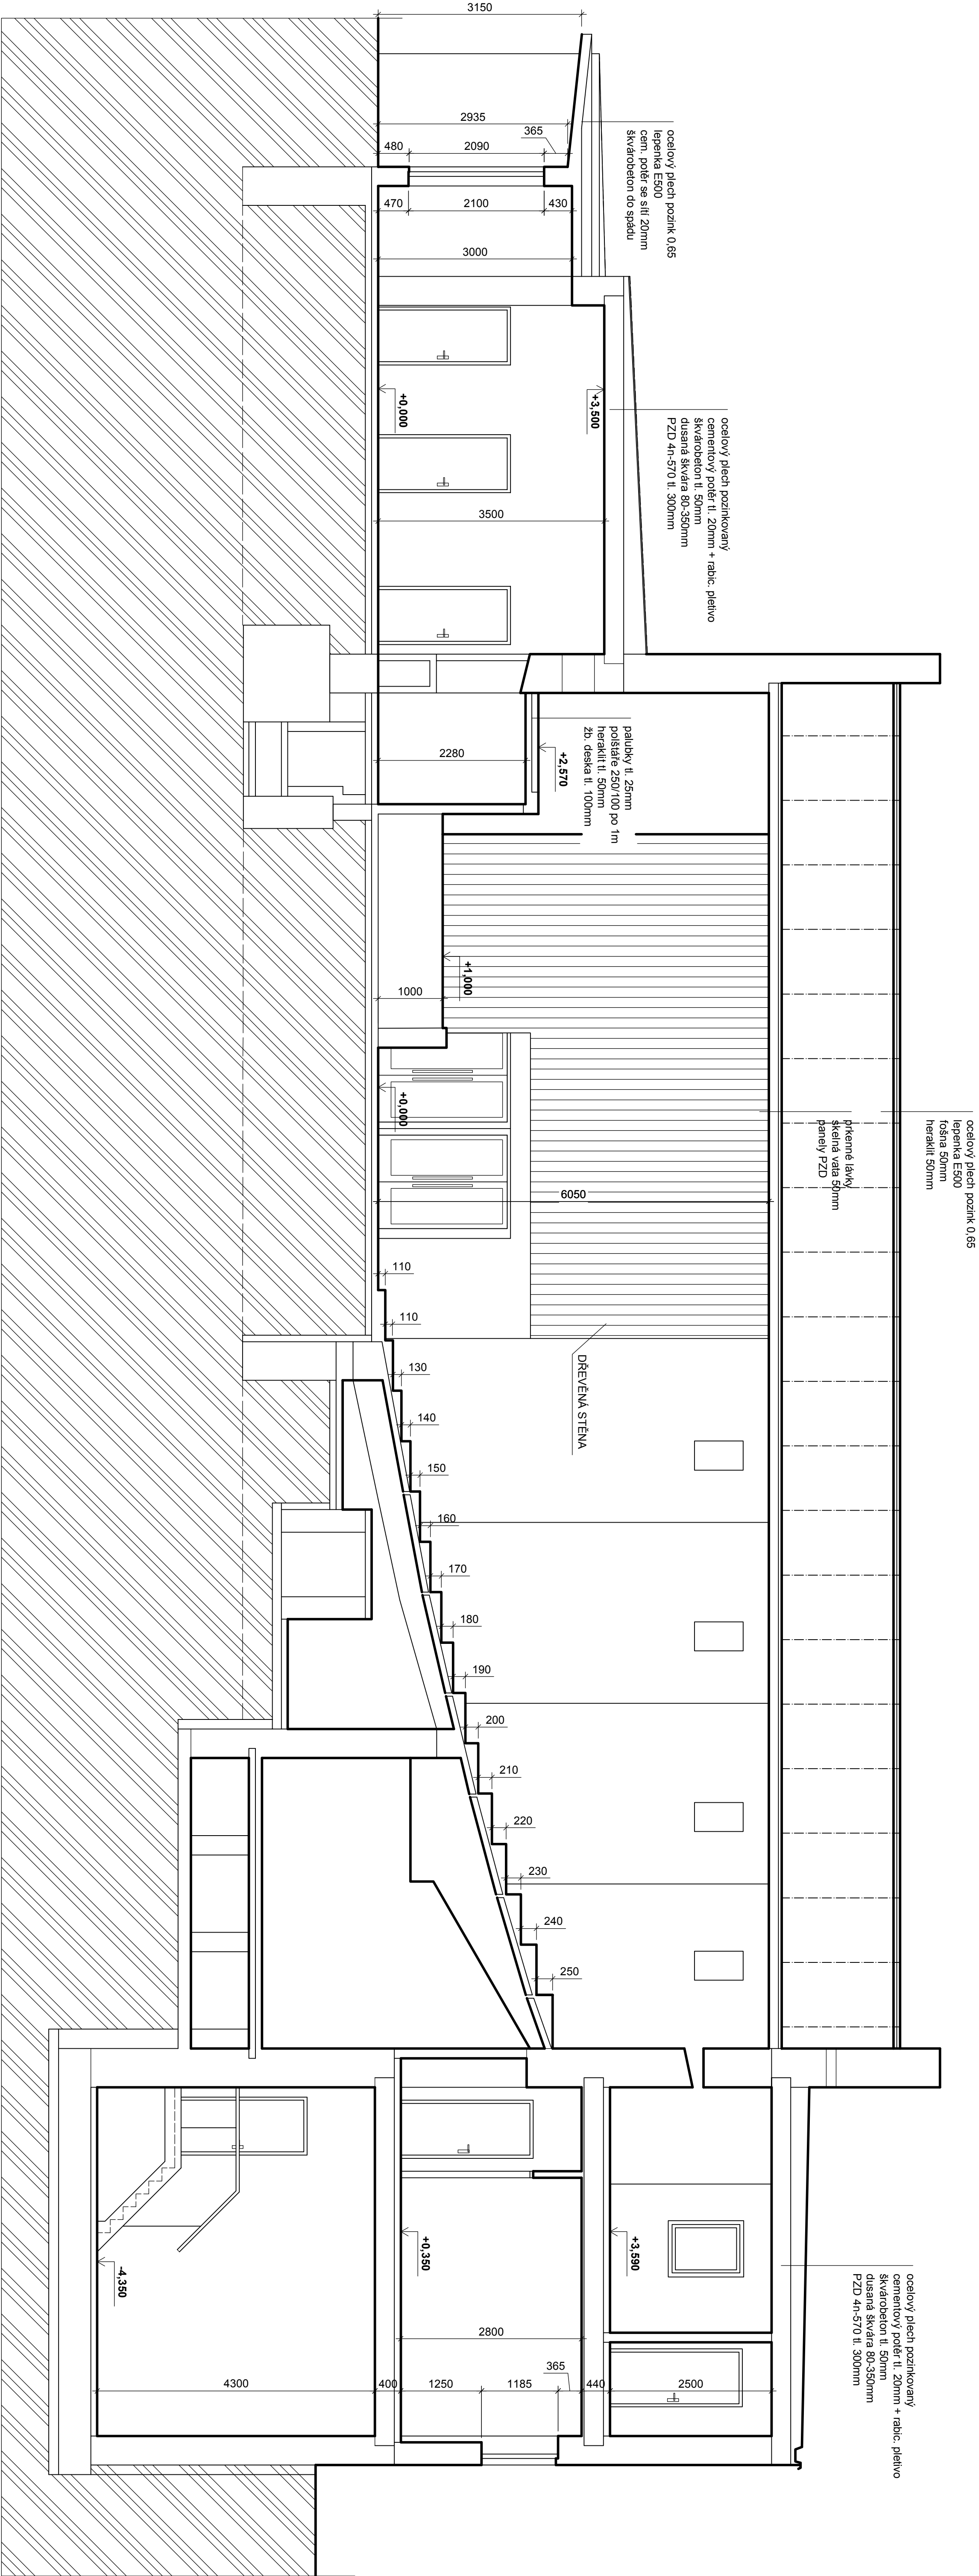 3150
ocelový plech pozink 0,65
lepenka E500
cem. potěr se sítí 20mm
škvárobeton do spádu
2935
365
480
2090
470
2100
430
3000
ocelový plech pozinkovaný
cementový potěr tl. 20mm + rabic. pletivo
škvárobeton tl. 50mm
dusaná škvára 80-350mm
PZD 4n-570 tl. 300mm
+3,500
+0,000
3500
palubky tl. 25mm
polštáře 250/100 po 1m
heraklit tl. 50mm
žb. deska tl. 100mm
+2,570
2280
+1,000
1000
ocelový plech pozink 0,65
lepenka E500
fošna 50mm
heraklit 50mm
prkenné lávky
skelná vata 50mm
panely PZD
+0,000
6050
110
110
DŘEVĚNÁ STĚNA
130
140
150
160
170
180
190
200
210
220
230
240
250
ocelový plech pozinkovaný
cementový potěr tl. 20mm + rabic. pletivo
škvárobeton tl. 50mm
dusaná škvára 80-350mm
PZD 4n-570 tl. 300mm
+3,590
+0,350
-4,350
2800
365
4300
400
1250
1185
440
2500